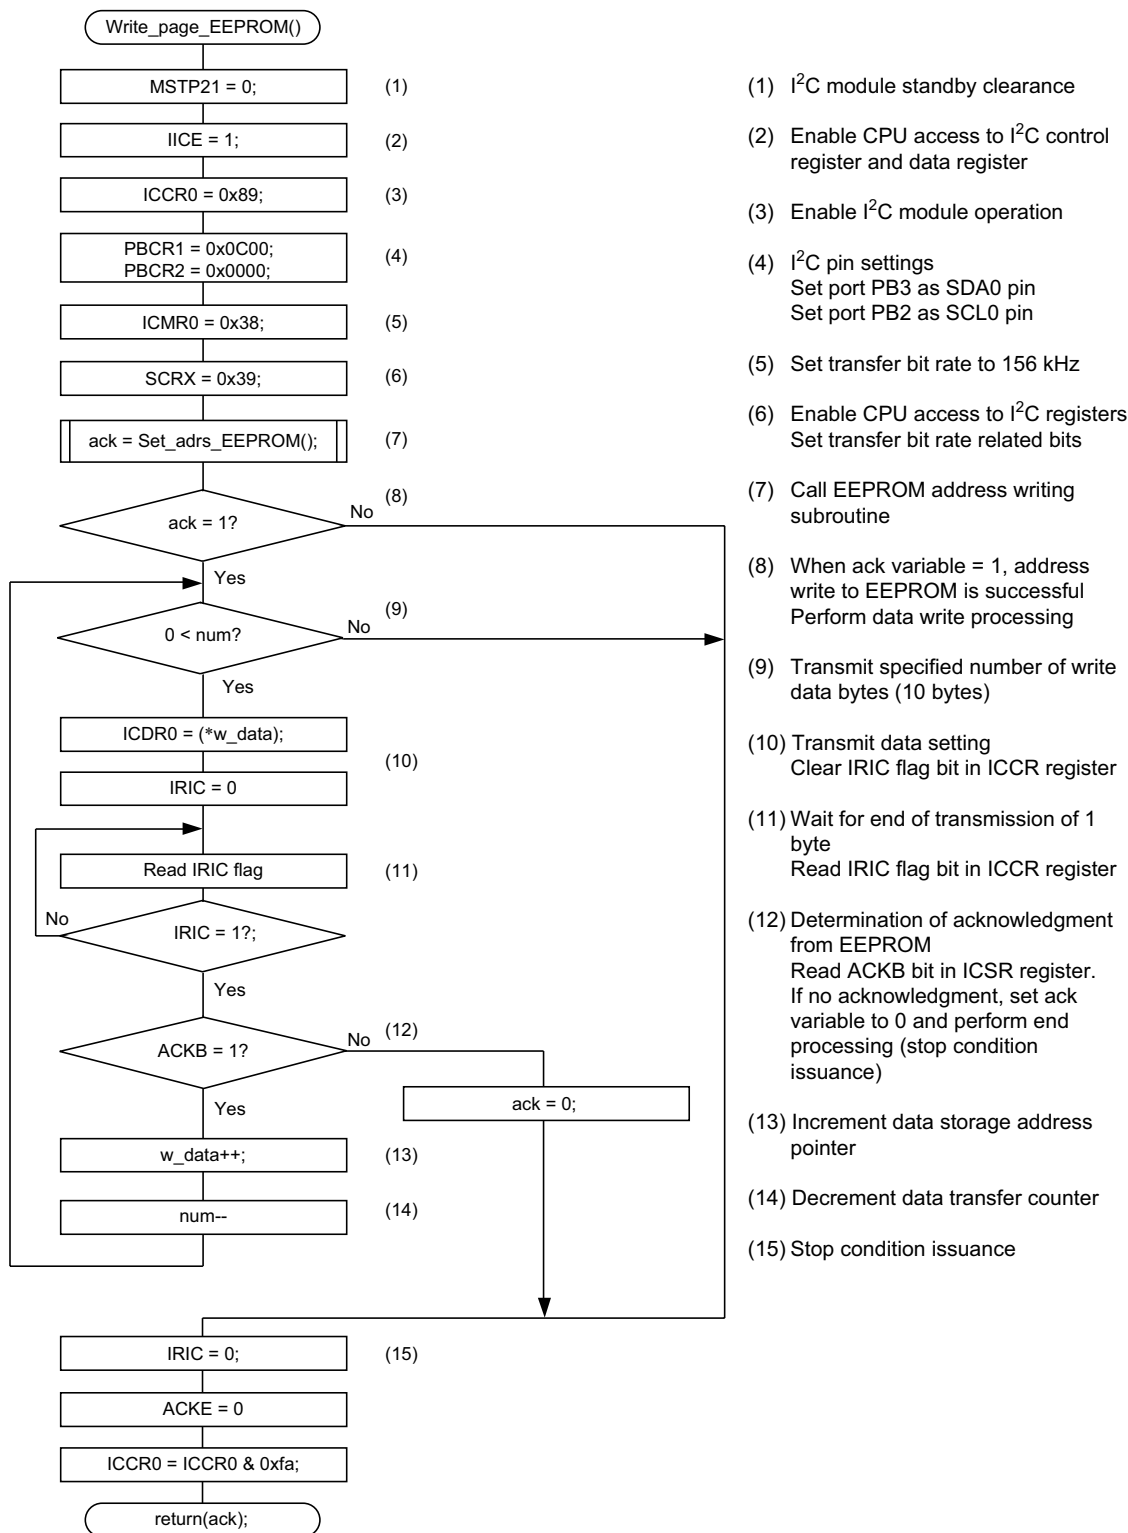 Write_page_EEPROM()
MSTP21 = 0;
(1)
IICE = 1;
(2)
ICCR0 = 0x89;
(3)
PBCR1 = 0x0C00;
PBCR2 = 0x0000;
(4)
ICMR0 = 0x38;
(5)
SCRX = 0x39;
(6)
ack = Set_adrs_EEPROM();
(7)
ack = 1?
(8)
No
Yes
0 < num?
(9)
No
Yes
ICDR0 = (*w_data);
(10)
IRIC = 0
Read IRIC flag
(11)
No
IRIC = 1?;
Yes
ACKB = 1?
No
(12)
ack = 0;
Yes
w_data++;
(13)
num--
(14)
IRIC = 0;
(15)
ACKE = 0
ICCR0 = ICCR0 & 0xfa;
return(ack);
(1) I²C module standby clearance
(2) Enable CPU access to I²C control
register and data register
(3) Enable I²C module operation
(4) I²C pin settings
Set port PB3 as SDA0 pin
Set port PB2 as SCL0 pin
(5) Set transfer bit rate to 156 kHz
(6) Enable CPU access to I²C registers
Set transfer bit rate related bits
(7) Call EEPROM address writing
subroutine
(8) When ack variable = 1, address
write to EEPROM is successful
Perform data write processing
(9) Transmit specified number of write
data bytes (10 bytes)
(10) Transmit data setting
Clear IRIC flag bit in ICCR register
(11) Wait for end of transmission of 1
byte
Read IRIC flag bit in ICCR register
(12) Determination of acknowledgment
from EEPROM
Read ACKB bit in ICSR register.
If no acknowledgment, set ack
variable to 0 and perform end
processing (stop condition
issuance)
(13) Increment data storage address
pointer
(14) Decrement data transfer counter
(15) Stop condition issuance